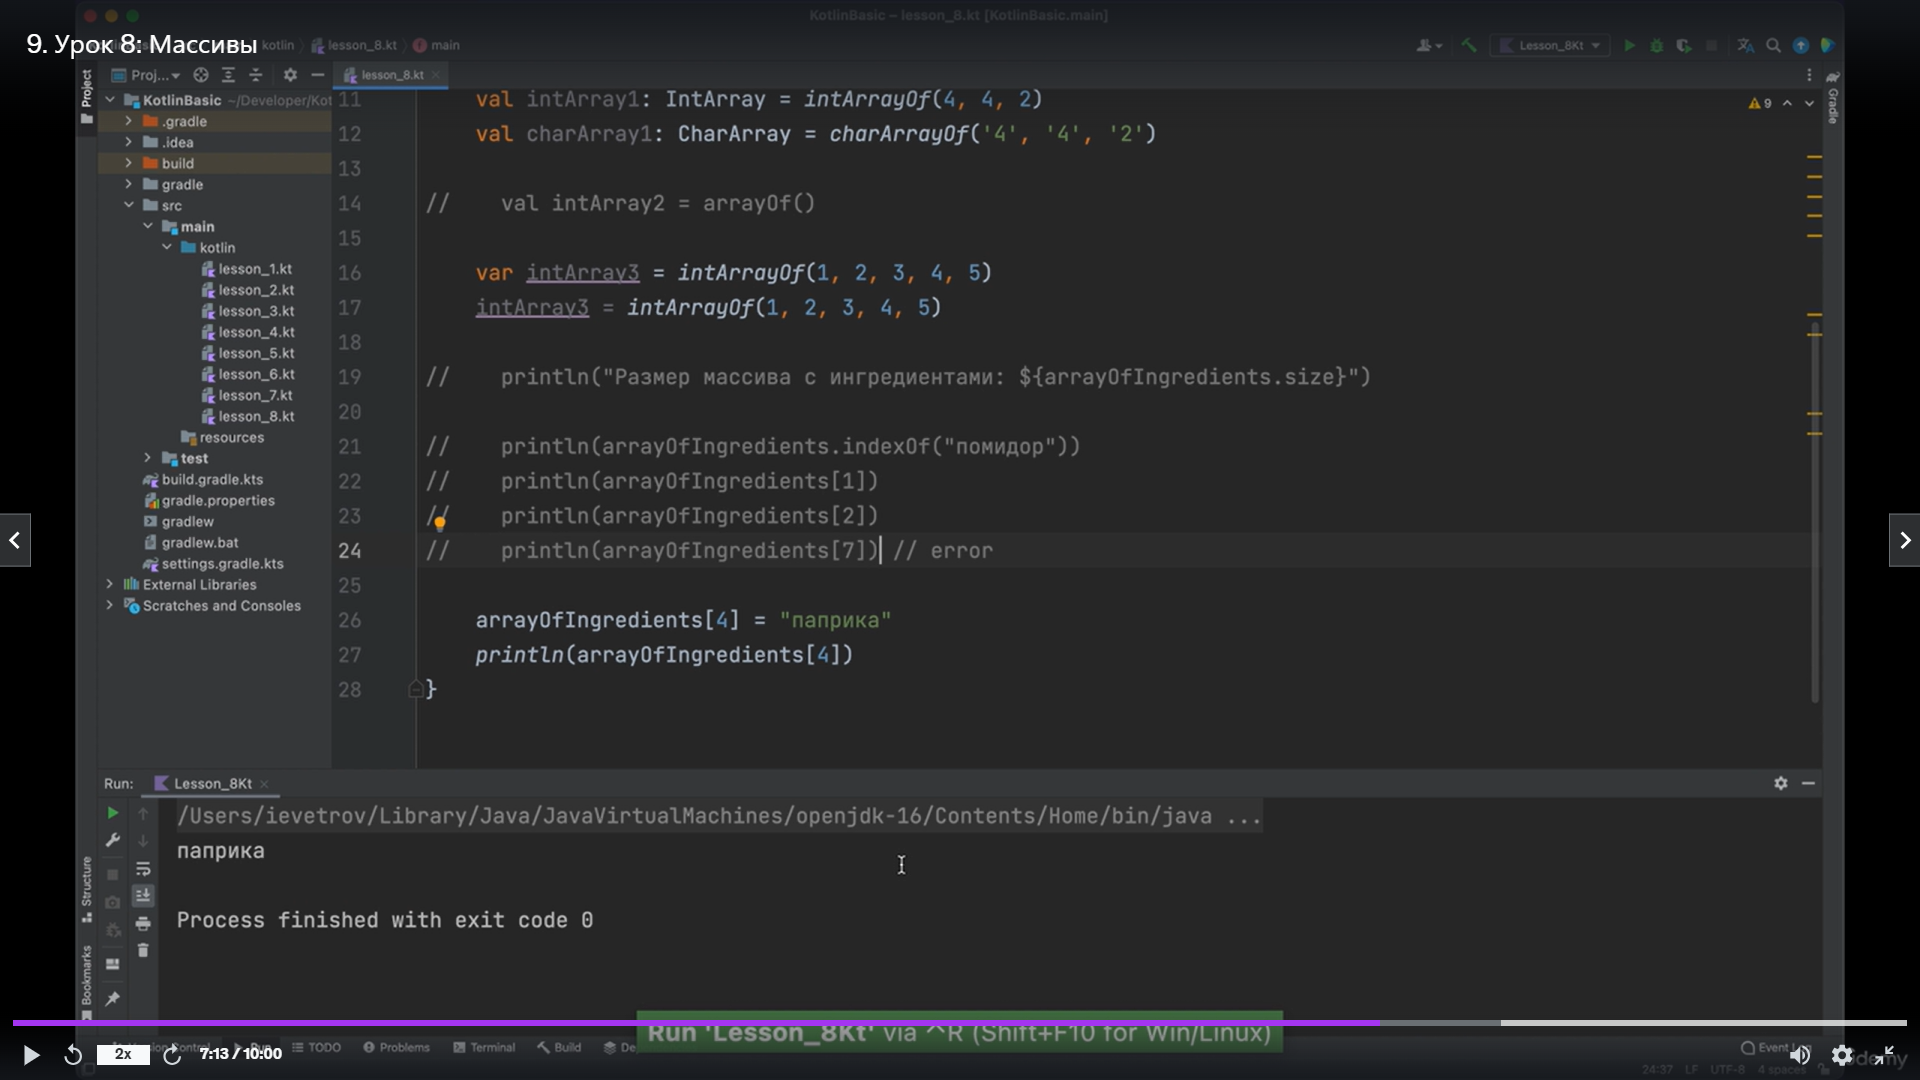 KotlinBasic – lesson_8.kt [KotlinBasic.main]
9. Урок 8: Массивы
kotlin
lesson_8.kt
main
Lesson_8Kt
Project
Proj...
lesson_8.kt
Gradle
KotlinBasic ~/Developer/Kot
.gradle
.idea
build
gradle
src
main
kotlin
lesson_1.kt
lesson_2.kt
lesson_3.kt
lesson_4.kt
lesson_5.kt
lesson_6.kt
lesson_7.kt
lesson_8.kt
resources
test
build.gradle.kts
gradle.properties
gradlew
gradlew.bat
settings.gradle.kts
External Libraries
Scratches and Consoles
9
11 val intArray1: IntArray = intArrayOf(4, 4, 2)
12 val charArray1: CharArray = charArrayOf('4', '4', '2')
13
14 // val intArray2 = arrayOf()
15
16 var intArray3 = intArrayOf(1, 2, 3, 4, 5)
17 intArray3 = intArrayOf(1, 2, 3, 4, 5)
18
19 // println("Размер массива с ингредиентами: ${arrayOfIngredients.size}")
20
21 // println(arrayOfIngredients.indexOf("помидор"))
22 // println(arrayOfIngredients[1])
23 // println(arrayOfIngredients[2])
24 // println(arrayOfIngredients[7]) // error
25
26 arrayOfIngredients[4] = "паприка"
27 println(arrayOfIngredients[4])
28 }
Run: Lesson_8Kt
/Users/ievetrov/Library/Java/JavaVirtualMachines/openjdk-16/Contents/Home/bin/java ...
паприка
Process finished with exit code 0
Structure
Bookmarks
Run 'Lesson_8Kt' via ^R (Shift+F10 for Win/Linux)
TODO
Problems
Terminal
Build
2x
7:13 / 10:00
24:37 LF UTF-8 4 spaces